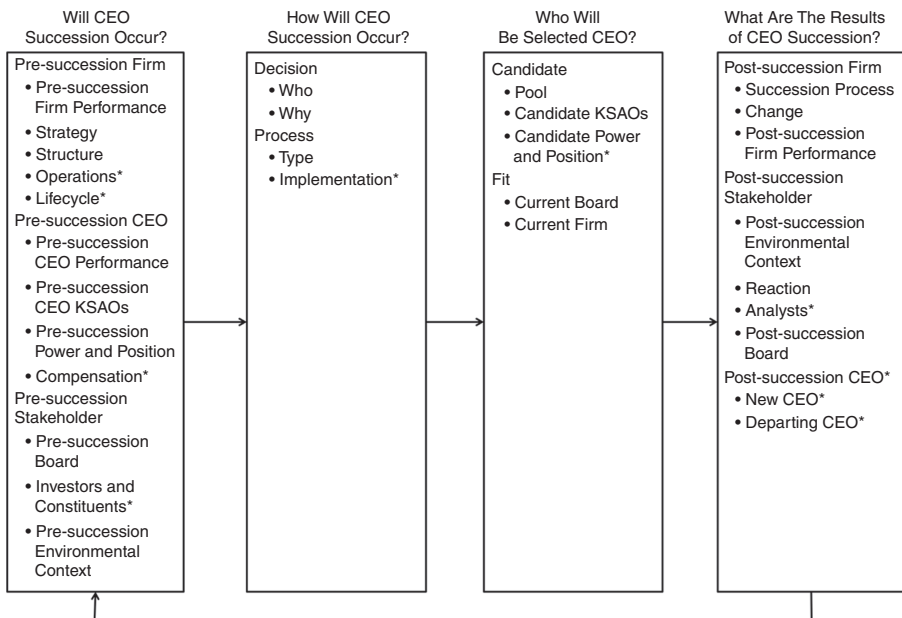 Will CEO
Succession Occur?
Pre-succession Firm
• Pre-succession
Firm Performance
• Strategy
• Structure
• Operations*
• Lifecycle*
Pre-succession CEO
• Pre-succession
CEO Performance
• Pre-succession
CEO KSAOs
• Pre-succession
Power and Position
• Compensation*
Pre-succession
Stakeholder
• Pre-succession
Board
• Investors and
Constituents*
• Pre-succession
Environmental
Context
How Will CEO
Succession Occur?
Decision
• Who
• Why
Process
• Type
• Implementation*
Who Will
Be Selected CEO?
Candidate
• Pool
• Candidate KSAOs
• Candidate Power
and Position*
Fit
• Current Board
• Current Firm
What Are The Results
of CEO Succession?
Post-succession Firm
• Succession Process
• Change
• Post-succession
Firm Performance
Post-succession
Stakeholder
• Post-succession
Environmental
Context
• Reaction
• Analysts*
• Post-succession
Board
Post-succession CEO*
• New CEO*
• Departing CEO*